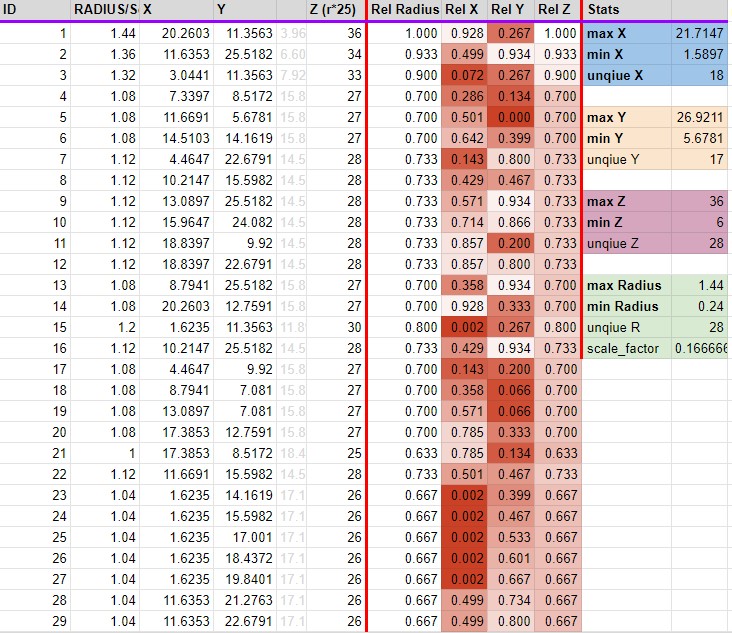 ID RADIUS/S X Y Z (r*25) Rel Radius Rel X Rel Y Rel Z Stats
1 1.44 20.2603 11.3563 3.96 36 1.000 0.928 0.267 1.000 max X 21.7147
2 1.36 11.6353 25.5182 6.60 34 0.933 0.499 0.934 0.933 min X 1.5897
3 1.32 3.0441 11.3563 7.92 33 0.900 0.072 0.267 0.900 unqiue X 18
4 1.08 7.3397 8.5172 15.8 27 0.700 0.286 0.134 0.700
5 1.08 11.6691 5.6781 15.8 27 0.700 0.501 0.000 0.700 max Y 26.9211
6 1.08 14.5103 14.1619 15.8 27 0.700 0.642 0.399 0.700 min Y 5.6781
7 1.12 4.4647 22.6791 14.5 28 0.733 0.143 0.800 0.733 unqiue Y 17
8 1.12 10.2147 15.5982 14.5 28 0.733 0.429 0.467 0.733
9 1.12 13.0897 25.5182 14.5 28 0.733 0.571 0.934 0.733 max Z 36
10 1.12 15.9647 24.082 14.5 28 0.733 0.714 0.866 0.733 min Z 6
11 1.12 18.8397 9.92 14.5 28 0.733 0.857 0.200 0.733 unqiue Z 28
12 1.12 18.8397 22.6791 14.5 28 0.733 0.857 0.800 0.733
13 1.08 8.7941 25.5182 15.8 27 0.700 0.358 0.934 0.700 max Radius 1.44
14 1.08 20.2603 12.7591 15.8 27 0.700 0.928 0.333 0.700 min Radius 0.24
15 1.2 1.6235 11.3563 11.8 30 0.800 0.002 0.267 0.800 unqiue R 28
16 1.12 10.2147 25.5182 14.5 28 0.733 0.429 0.934 0.733 scale_factor 0.166666
17 1.08 4.4647 9.92 15.8 27 0.700 0.143 0.200 0.700
18 1.08 8.7941 7.081 15.8 27 0.700 0.358 0.066 0.700
19 1.08 13.0897 7.081 15.8 27 0.700 0.571 0.066 0.700
20 1.08 17.3853 12.7591 15.8 27 0.700 0.785 0.333 0.700
21 1 17.3853 8.5172 18.4 25 0.633 0.785 0.134 0.633
22 1.12 11.6691 15.5982 14.5 28 0.733 0.501 0.467 0.733
23 1.04 1.6235 14.1619 17.1 26 0.667 0.002 0.399 0.667
24 1.04 1.6235 15.5982 17.1 26 0.667 0.002 0.467 0.667
25 1.04 1.6235 17.001 17.1 26 0.667 0.002 0.533 0.667
26 1.04 1.6235 18.4372 17.1 26 0.667 0.002 0.601 0.667
27 1.04 1.6235 19.8401 17.1 26 0.667 0.002 0.667 0.667
28 1.04 11.6353 21.2763 17.1 26 0.667 0.499 0.734 0.667
29 1.04 11.6353 22.6791 17.1 26 0.667 0.499 0.800 0.667